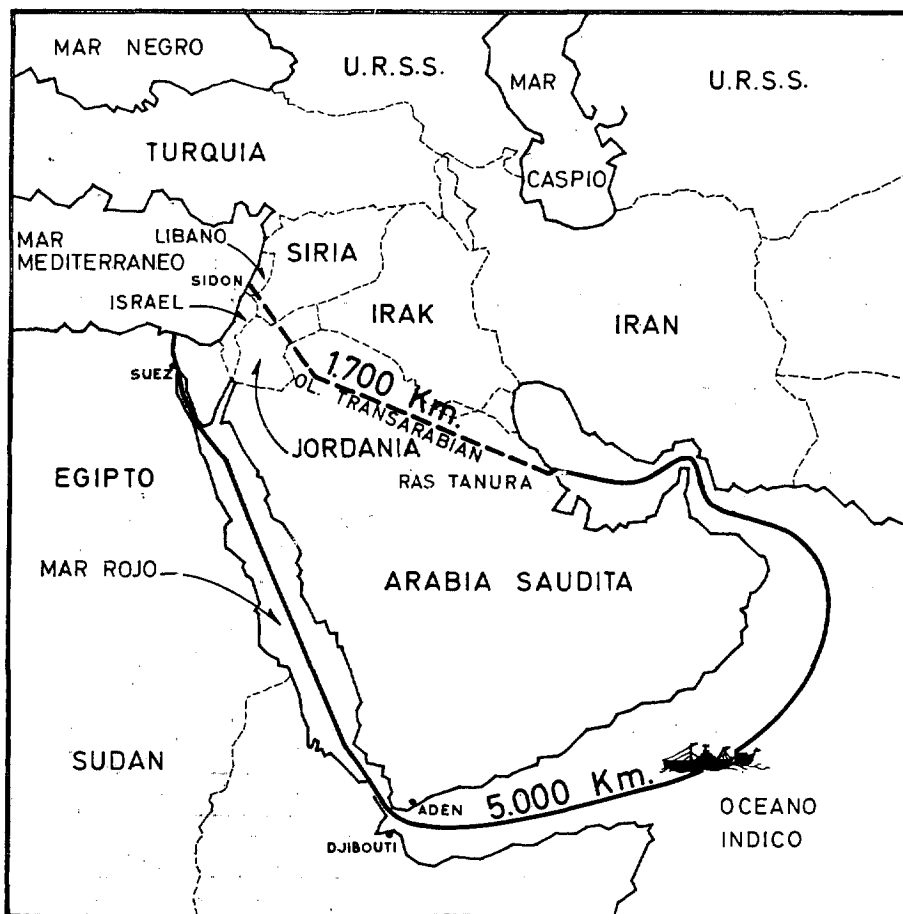 MAR NEGRO
U.R.S.S.
MAR
CASPIO
U.R.S.S.
TURQUIA
MAR
MEDITERRANEO
LIBANO
SIRIA
SIDON
ISRAEL
IRAK
IRAN
SUEZ
1.700 Km.
OL. TRANSARABIAN
JORDANIA
EGIPTO
RAS TANURA
MAR ROJO
ARABIA SAUDITA
SUDAN
ADEN
5.000 Km.
DJIBOUTI
OCEANO
INDICO